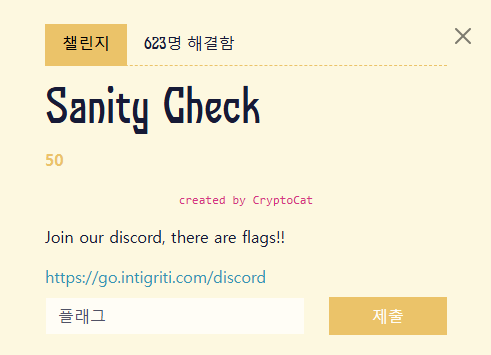 챌린지 623명 해결함
Sanity Check
50
created by CryptoCat
Join our discord, there are flags!!
https://go.intigriti.com/discord
플래그 제출